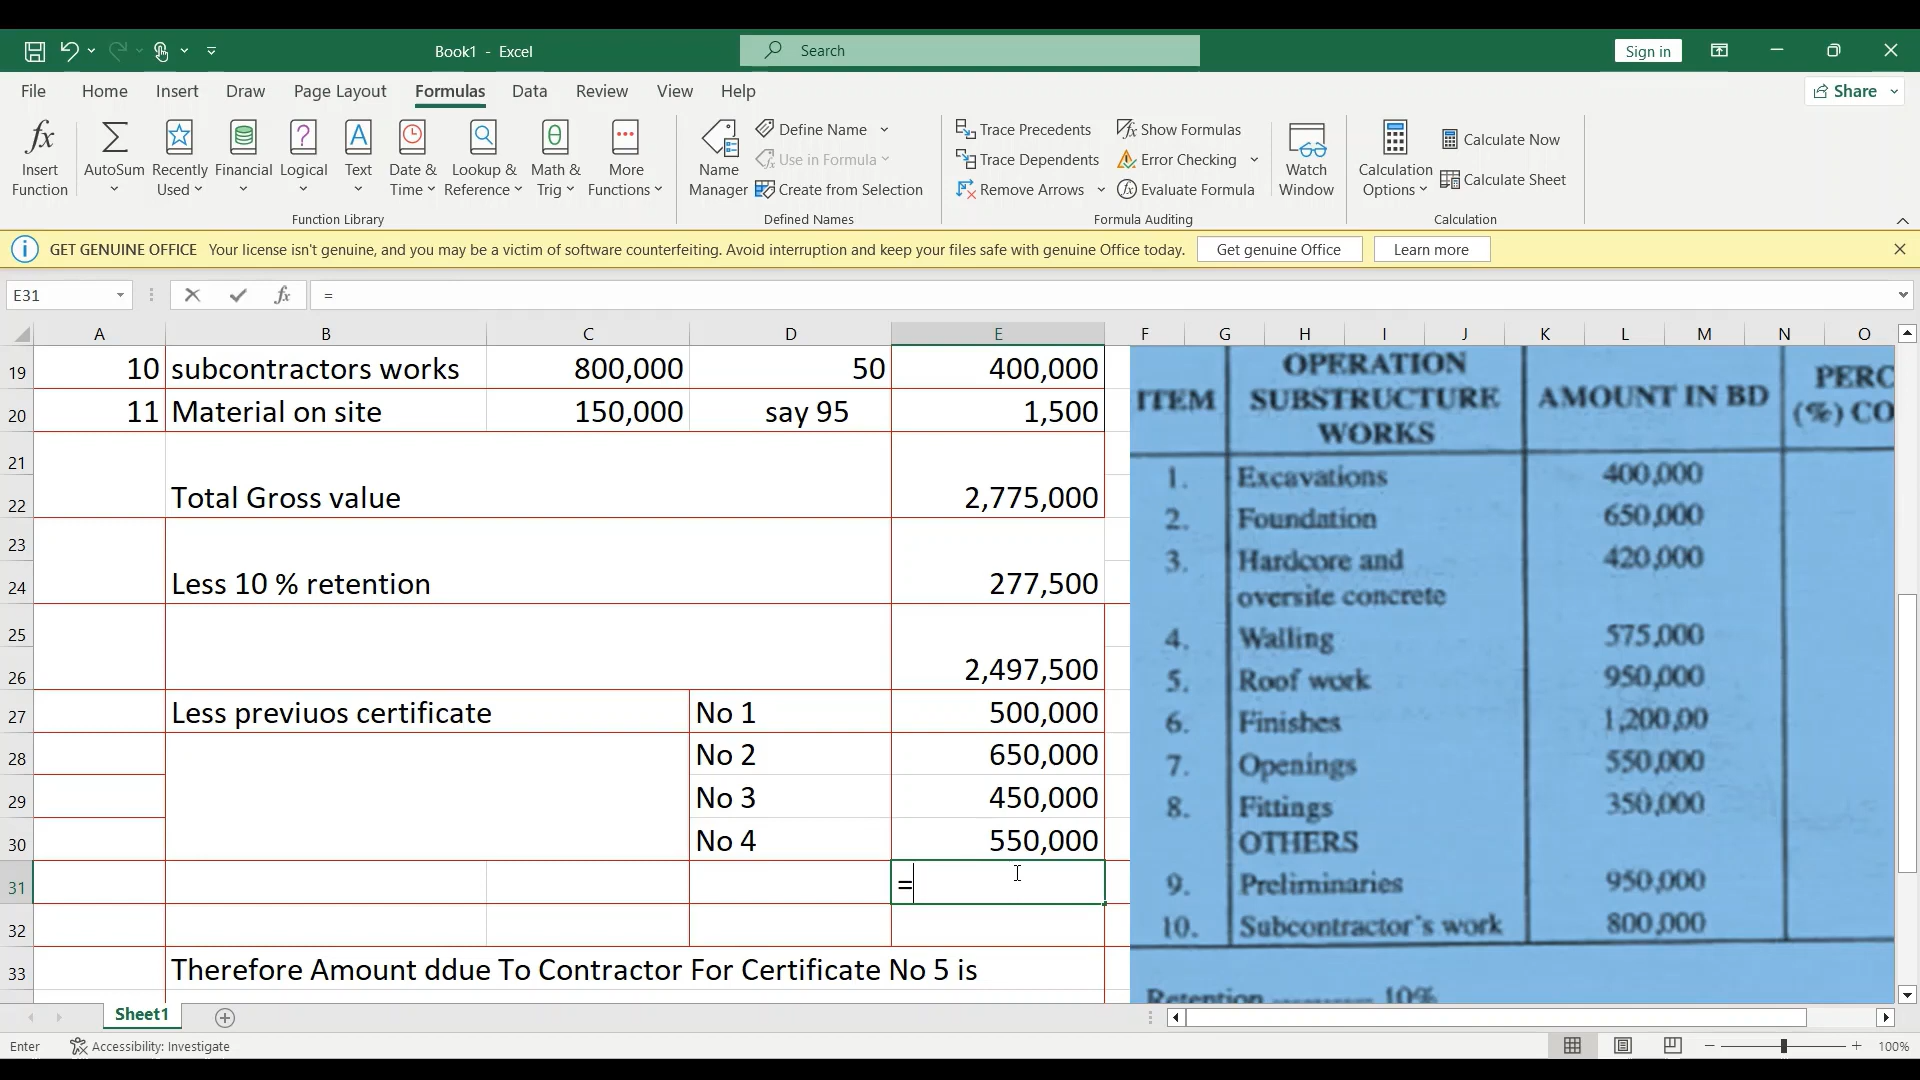 Book1 - Excel
Search
Sign in
File Home Insert Draw Page Layout Formulas Data Review View Help
Share
Insert Function
AutoSum
Recently Used
Financial
Logical
Text
Date & Time
Lookup & Reference
Math & Trig
More Functions
Function Library
Name Manager
Define Name
Use in Formula
Create from Selection
Defined Names
Trace Precedents
Trace Dependents
Remove Arrows
Show Formulas
Error Checking
Evaluate Formula
Formula Auditing
Watch Window
Calculation Options
Calculate Now
Calculate Sheet
Calculation
GET GENUINE OFFICE Your license isn't genuine, and you may be a victim of software counterfeiting. Avoid interruption and keep your files safe with genuine Office today. Get genuine Office Learn more
E31 fx =
A B C D E F G H I J K L M N O
19 10 subcontractors works 800,000 50 400,000
20 11 Material on site 150,000 say 95 1,500
21
22 Total Gross value 2,775,000
23
24 Less 10 % retention 277,500
25
26 2,497,500
27 Less previuos certificate No 1 500,000
28 No 2 650,000
29 No 3 450,000
30 No 4 550,000
31 =
32
33 Therefore Amount ddue To Contractor For Certificate No 5 is
ITEM OPERATION SUBSTRUCTURE WORKS AMOUNT IN BD PERC
(%) CO
1. Excavations 400,000
2. Foundation 650,000
3. Hardcore and 420,000
oversite concrete
4. Walling 575,000
5. Roof work 950,000
6. Finishes 1,200,00
7. Openings 550,000
8. Fittings 350,000
OTHERS
9. Preliminaries 950,000
10. Subcontractor's work 800,000
Retention 10%
Sheet1
Enter Accessibility: Investigate 100%